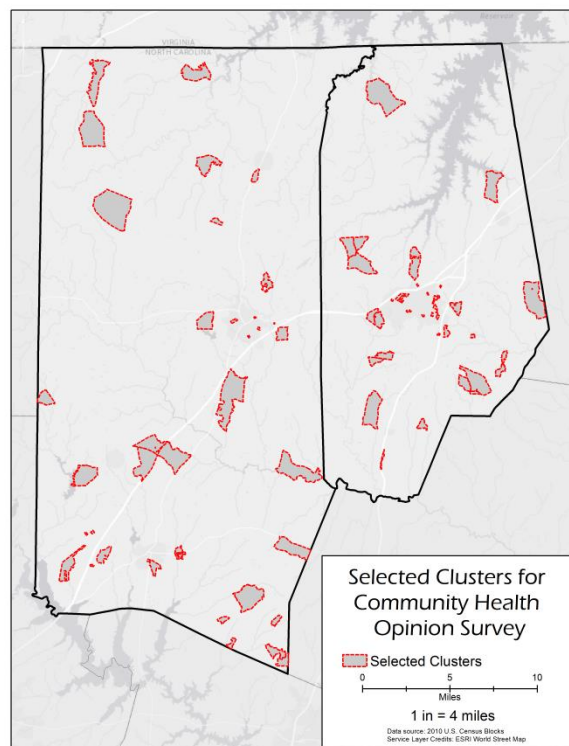 Reservoir
VIRGINIA
NORTH CAROLINA
Selected Clusters for
Community Health
Opinion Survey
Selected Clusters
0 5 10
Miles
1 in = 4 miles
Data source: 2010 U.S. Census Blocks
Service Layer Credits: ESRI World Street Map